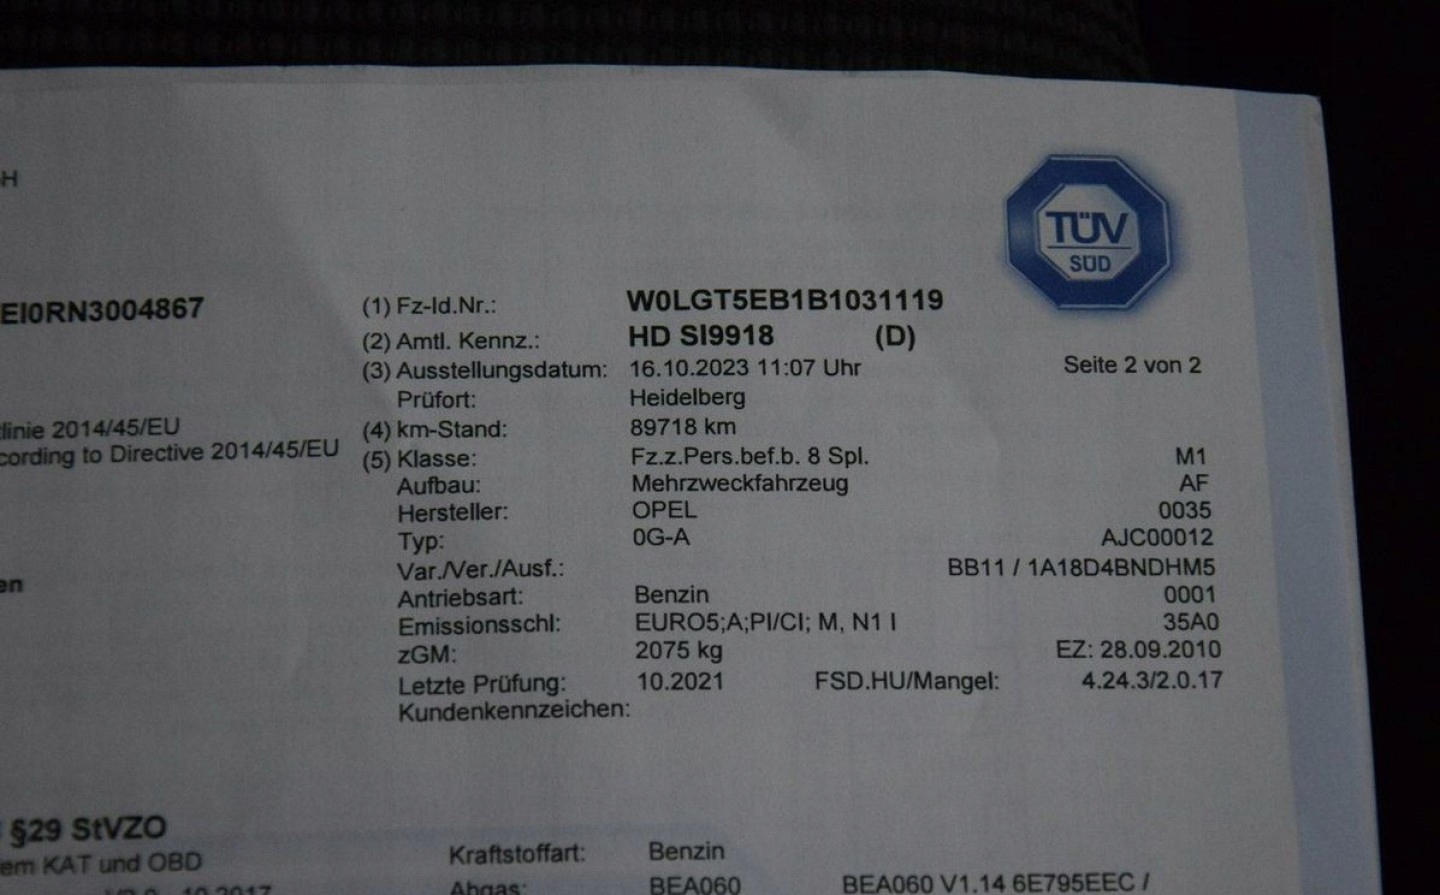 H
TÜV
SÜD
EI0RN3004867 (1) Fz-Id.Nr.: W0LGT5EB1B1031119
(2) Amtl. Kennz.: HD SI9918 (D)
(3) Ausstellungsdatum: 16.10.2023 11:07 Uhr Seite 2 von 2
Prüfort: Heidelberg
linie 2014/45/EU (4) km-Stand: 89718 km
cording to Directive 2014/45/EU (5) Klasse: Fz.z.Pers.bef.b. 8 Spl. M1
Aufbau: Mehrzweckfahrzeug AF
Hersteller: OPEL 0035
Typ: 0G-A AJC00012
en Var./Ver./Ausf.: BB11 / 1A18D4BNDHM5
Antriebsart: Benzin 0001
Emissionsschl: EURO5;A;PI/CI; M, N1 I 35A0
zGM: 2075 kg EZ: 28.09.2010
Letzte Prüfung: 10.2021 FSD.HU/Mangel: 4.24.3/2.0.17
Kundenkennzeichen:
§29 StVZO
em KAT und OBD Kraftstoffart: Benzin
10.2017 Abgas: BEA060 BEA060 V1.14 6E795EEC /